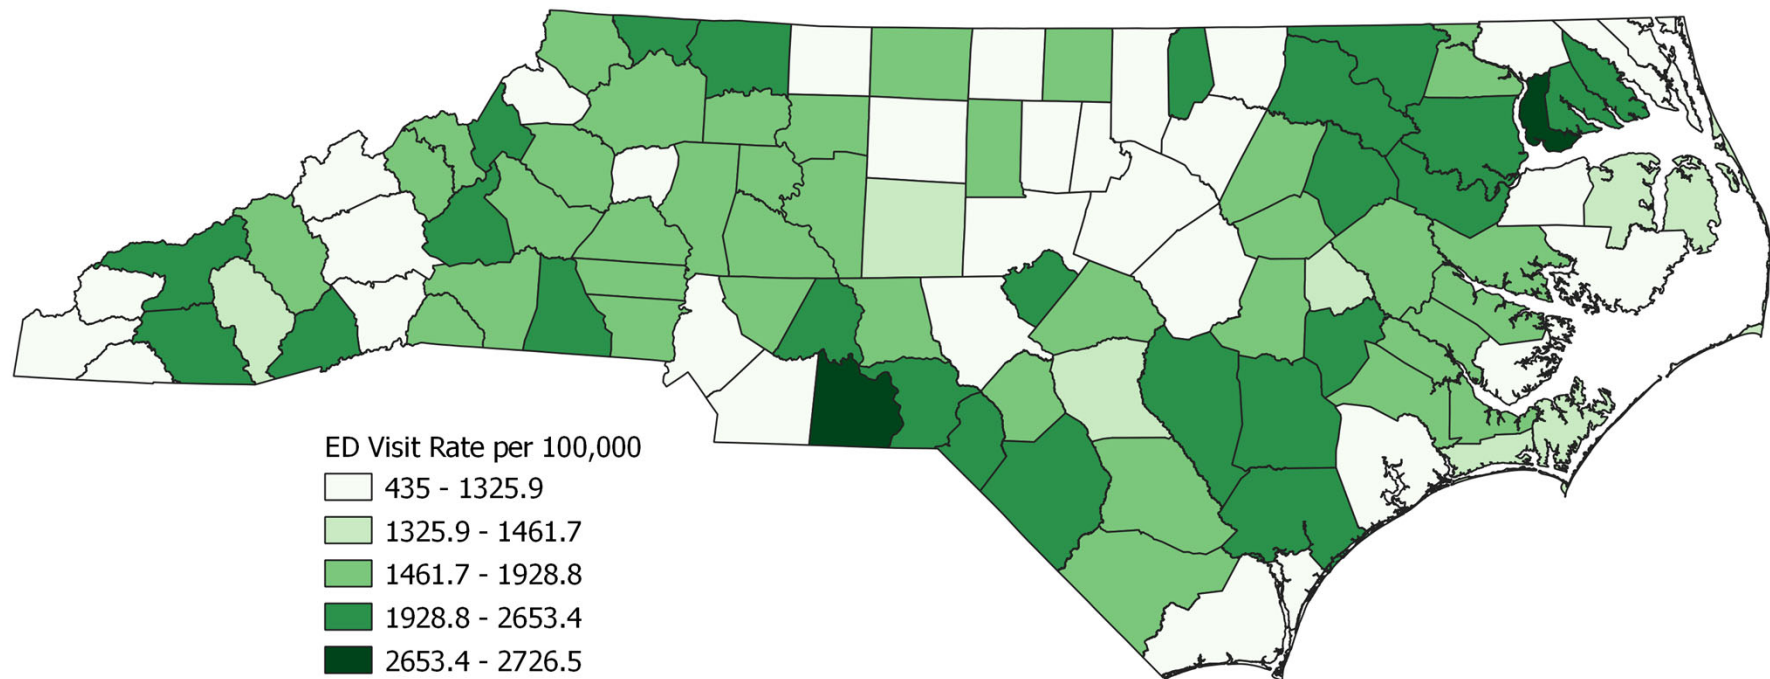 ED Visit Rate per 100,000
435 - 1325.9
1325.9 - 1461.7
1461.7 - 1928.8
1928.8 - 2653.4
2653.4 - 2726.5